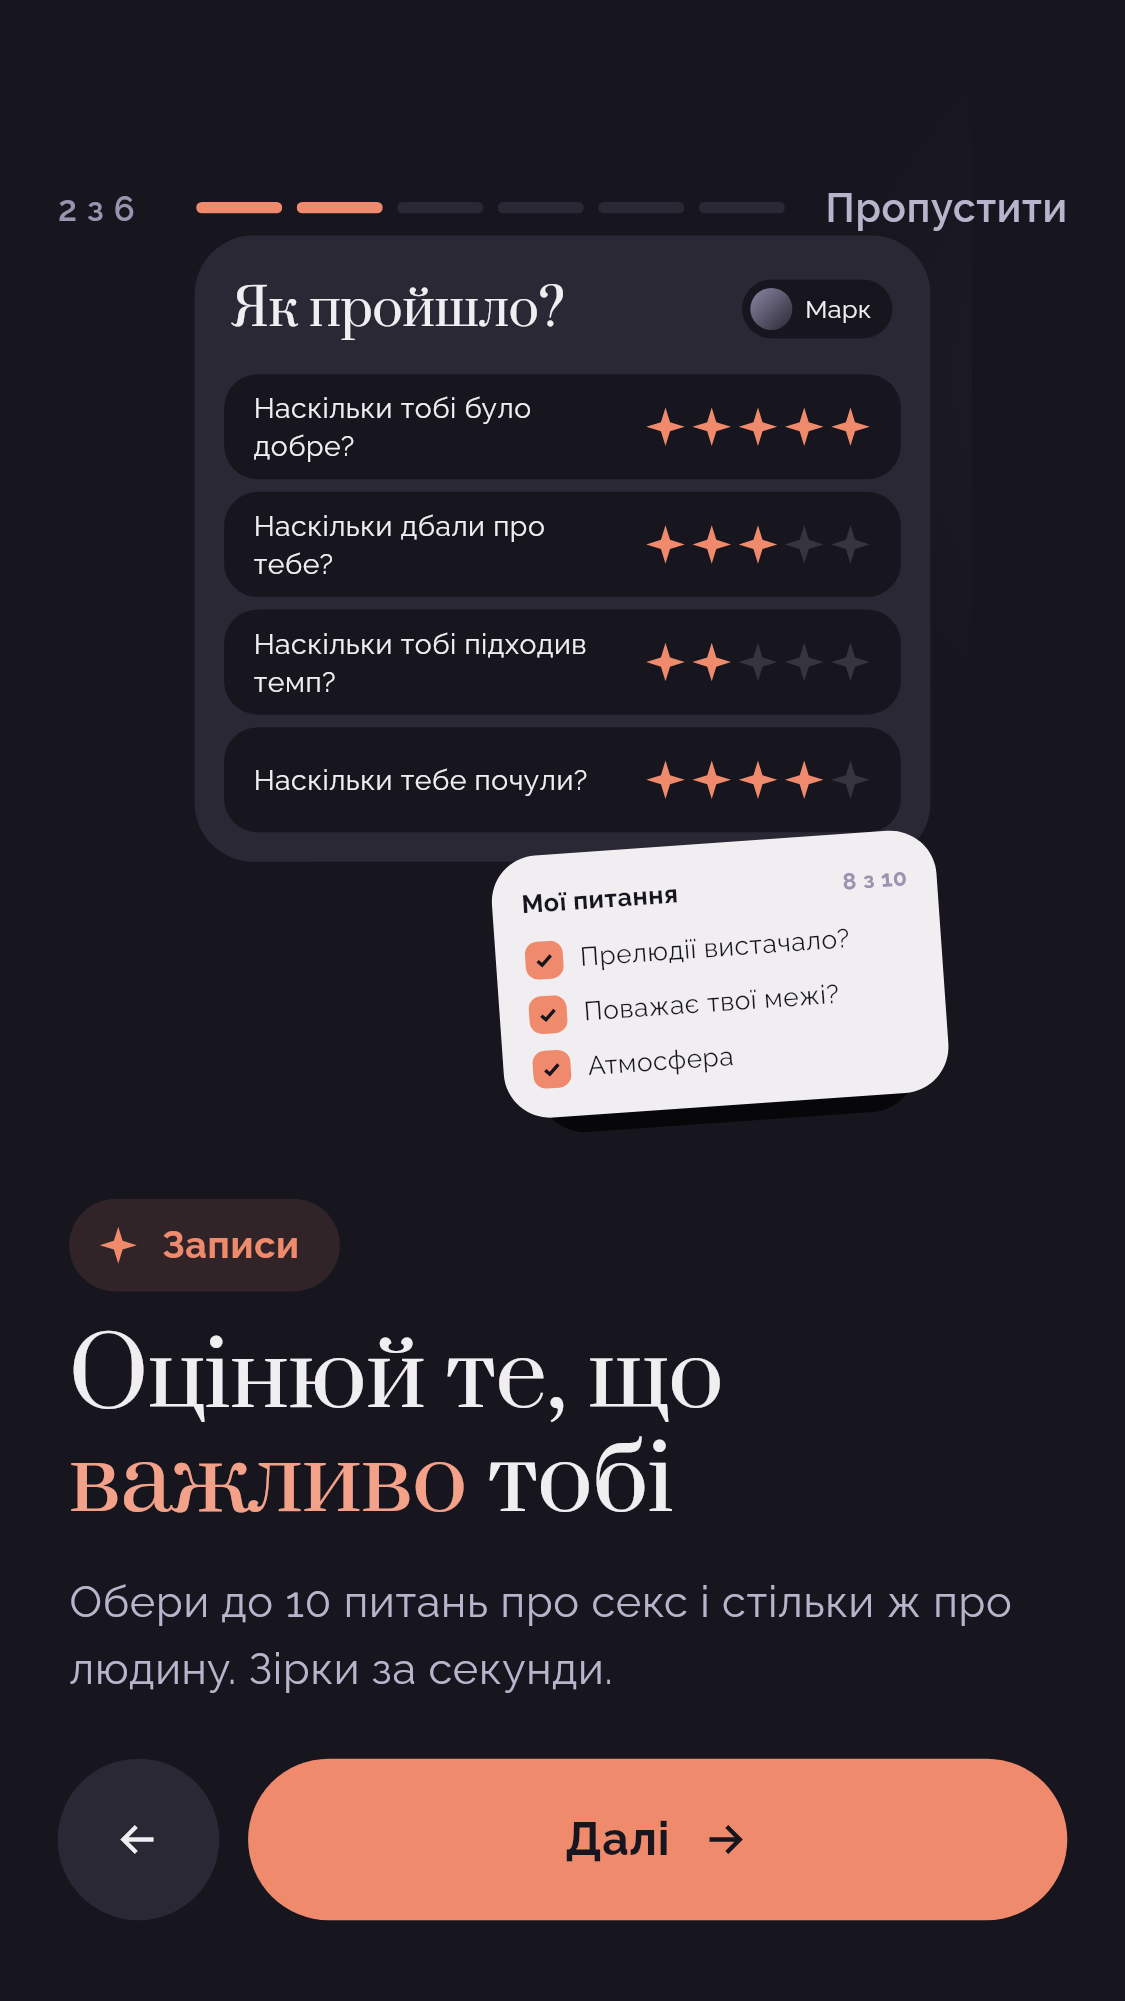 2 з 6
Пропустити
Як пройшло?
Марк
Наскільки тобі було
добре?
Наскільки дбали про
тебе?
Наскільки тобі підходив
темп?
Наскільки тебе почули?
Мої питання
8 з 10
Прелюдії вистачало?
Поважає твої межі?
Атмосфера
Записи
Оцінюй те, що
важливо тобі
Обери до 10 питань про секс і стільки ж про
людину. Зірки за секунди.
Далі